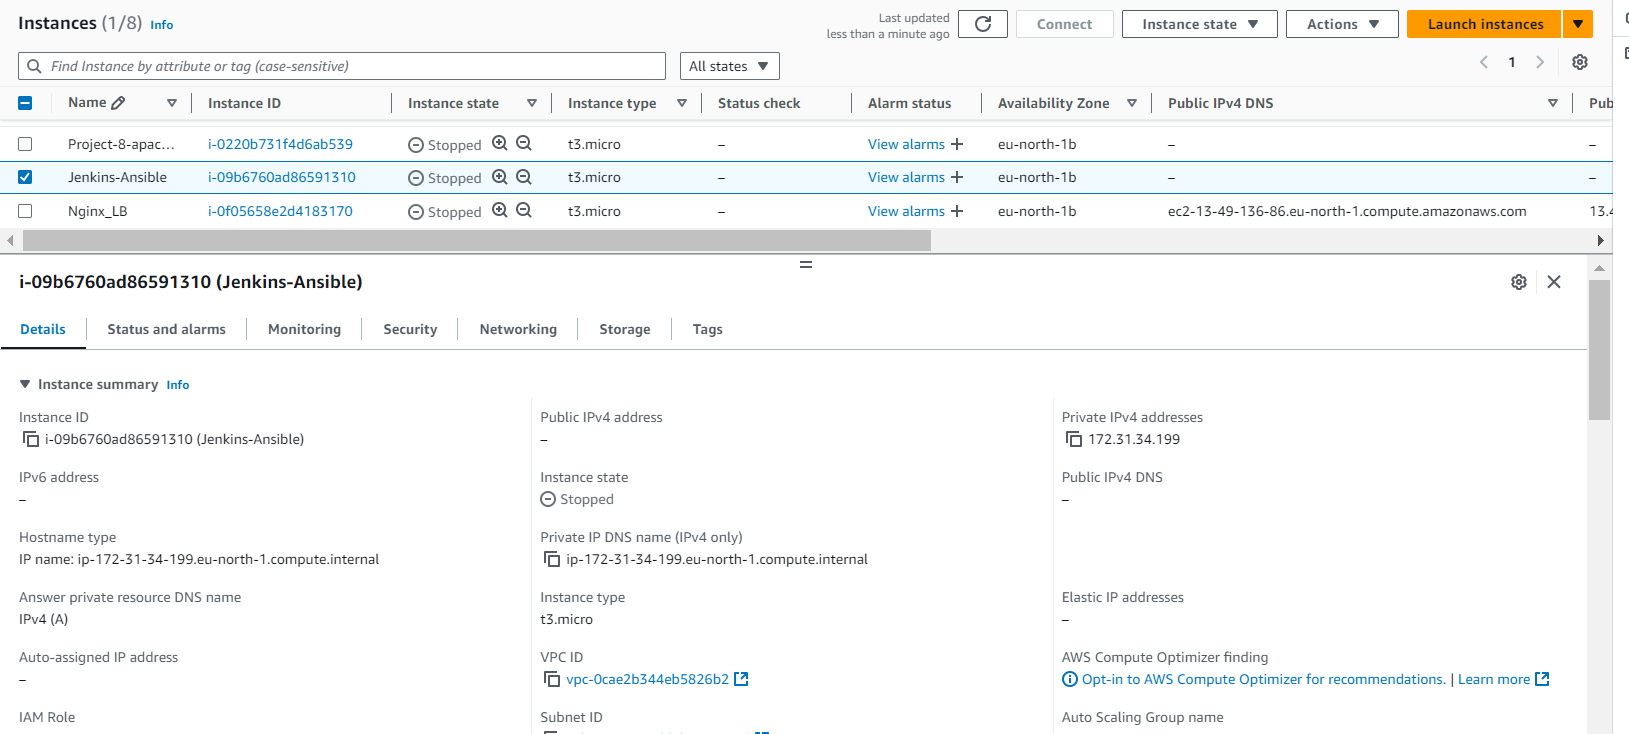 Instances (1/8) Info
Last updated
less than a minute ago
Connect
Instance state
Actions
Launch instances
Find Instance by attribute or tag (case-sensitive)
All states
1
Name Instance ID Instance state Instance type Status check Alarm status Availability Zone Public IPv4 DNS Pub
Project-8-apac... i-0220b731f4d6ab539 Stopped t3.micro – View alarms + eu-north-1b – –
Jenkins-Ansible i-09b6760ad86591310 Stopped t3.micro – View alarms + eu-north-1b – –
Nginx_LB i-0f05658e2d4183170 Stopped t3.micro – View alarms + eu-north-1b ec2-13-49-136-86.eu-north-1.compute.amazonaws.com 13.4
i-09b6760ad86591310 (Jenkins-Ansible)
Details Status and alarms Monitoring Security Networking Storage Tags
Instance summary Info
Instance ID
i-09b6760ad86591310 (Jenkins-Ansible)
Public IPv4 address
–
Private IPv4 addresses
172.31.34.199
IPv6 address
–
Instance state
Stopped
Public IPv4 DNS
–
Hostname type
IP name: ip-172-31-34-199.eu-north-1.compute.internal
Private IP DNS name (IPv4 only)
ip-172-31-34-199.eu-north-1.compute.internal
Answer private resource DNS name
IPv4 (A)
Instance type
t3.micro
Elastic IP addresses
–
Auto-assigned IP address
–
VPC ID
vpc-0cae2b344eb5826b2
AWS Compute Optimizer finding
Opt-in to AWS Compute Optimizer for recommendations. | Learn more
IAM Role
Subnet ID
Auto Scaling Group name